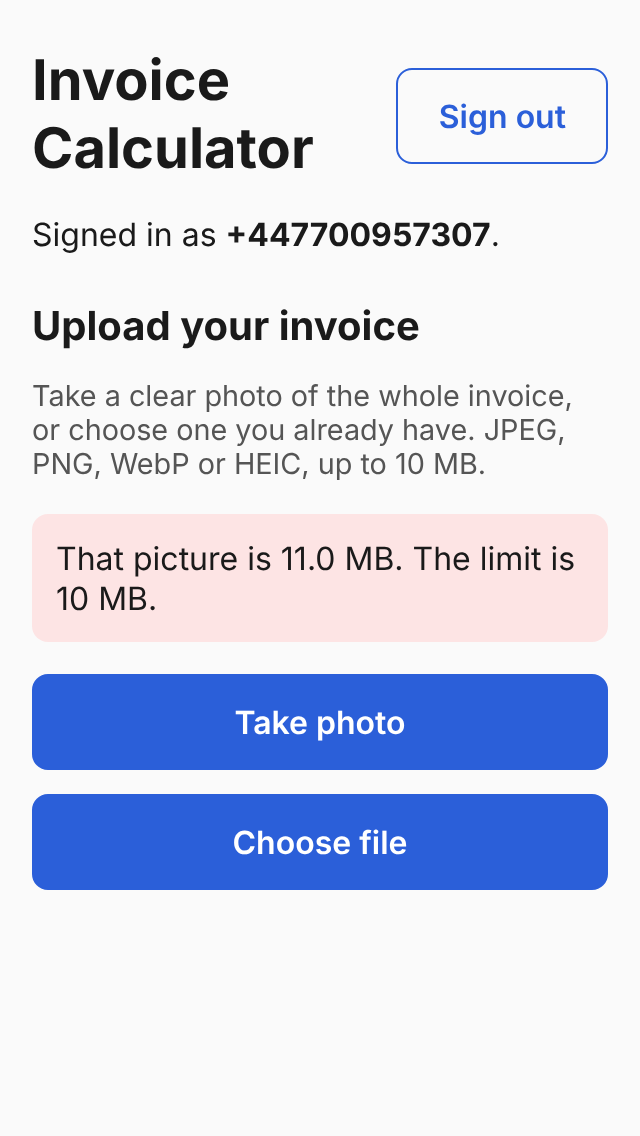 Invoice
Calculator
Sign out
Signed in as +447700957307.
Upload your invoice
Take a clear photo of the whole invoice,
or choose one you already have. JPEG,
PNG, WebP or HEIC, up to 10 MB.
That picture is 11.0 MB. The limit is
10 MB.
Take photo
Choose file